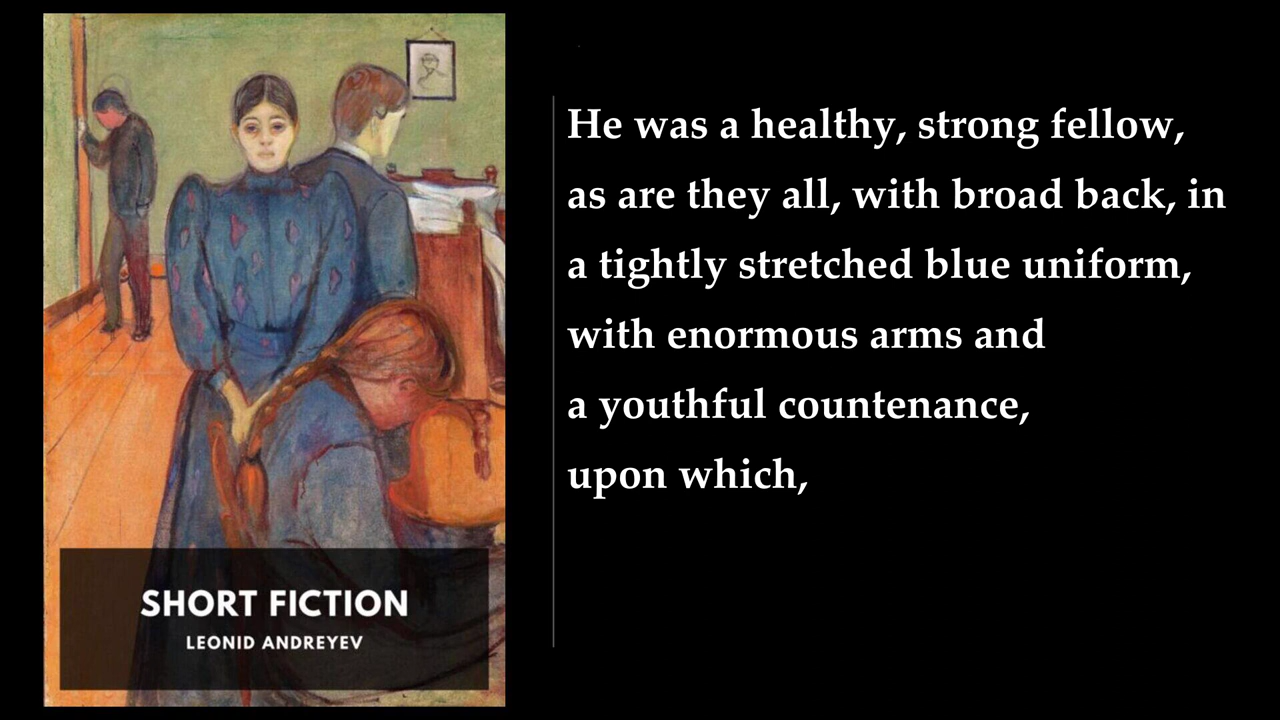 SHORT FICTION
LEONID ANDREYEV
He was a healthy, strong fellow,
as are they all, with broad back, in
a tightly stretched blue uniform,
with enormous arms and
a youthful countenance,
upon which,